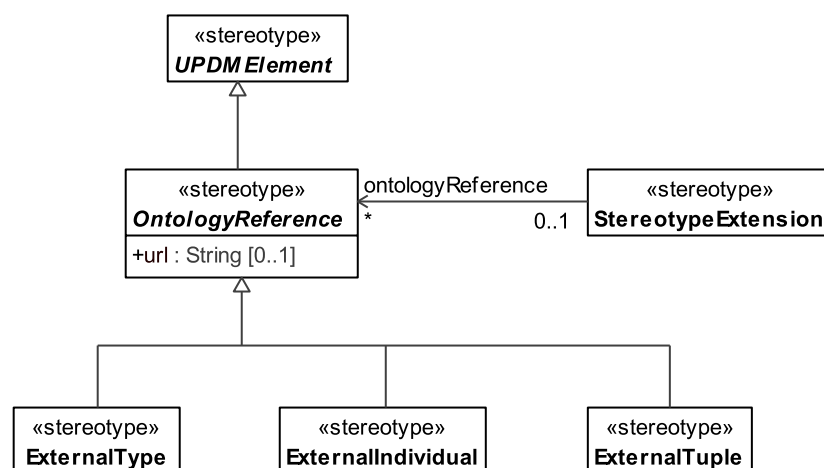 «stereotype»
UPDMElement
«stereotype»
OntologyReference
+url : String [0..1]
ontologyReference
*
0..1
«stereotype»
StereotypeExtension
«stereotype»
ExternalType
«stereotype»
ExternalIndividual
«stereotype»
ExternalTuple